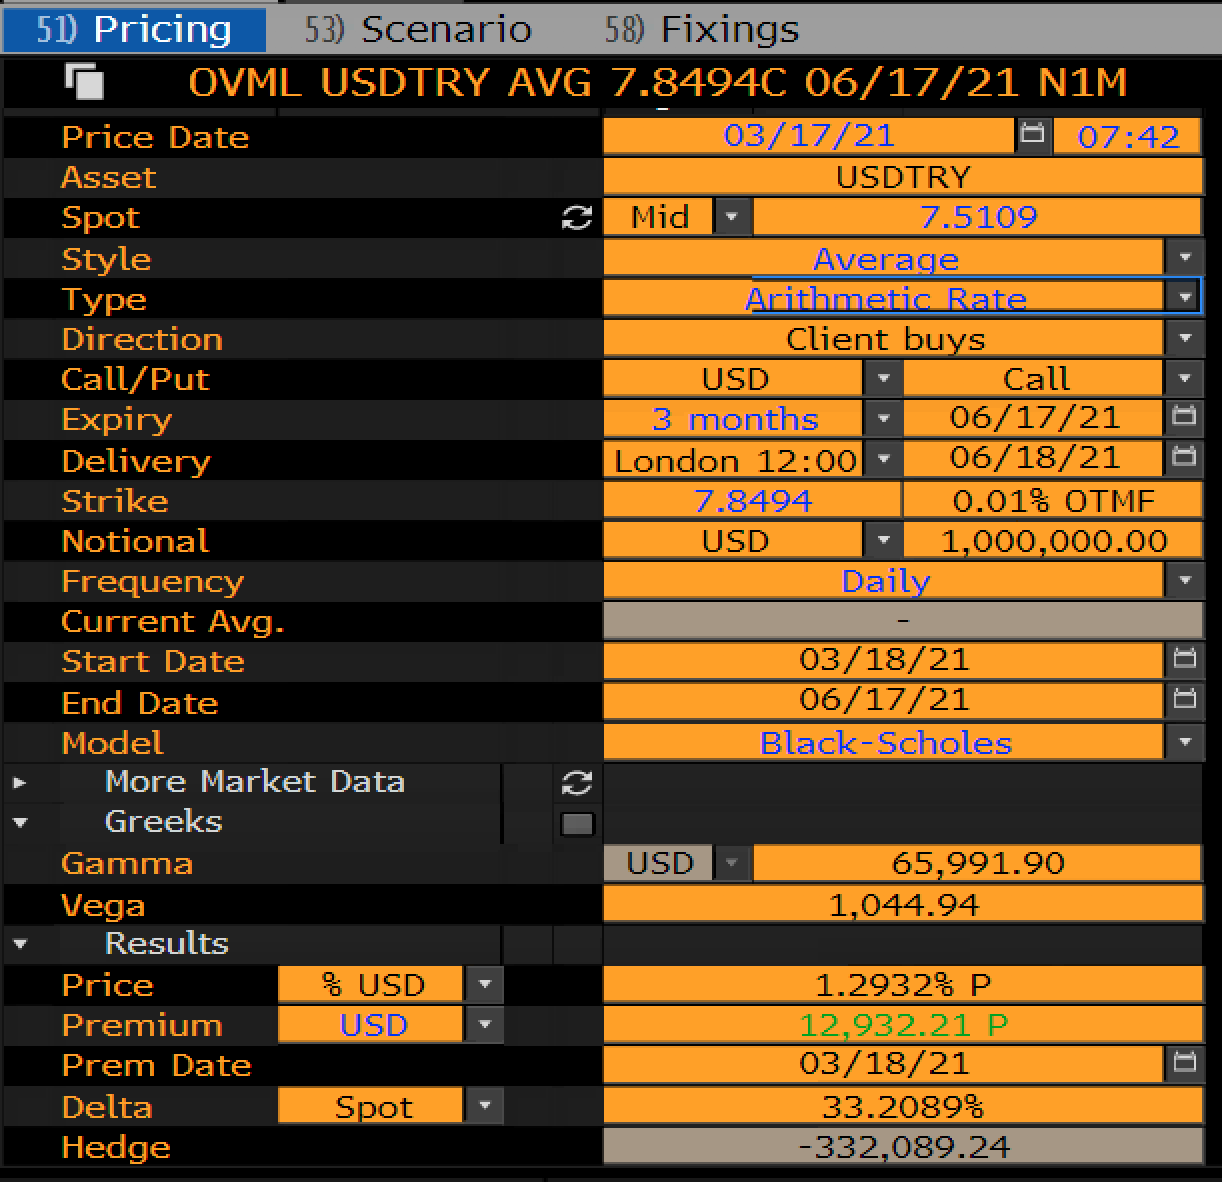 51) Pricing 53) Scenario 58) Fixings
OVML USDTRY AVG 7.8494C 06/17/21 N1M
Price Date 03/17/21 07:42
Asset USDTRY
Spot Mid 7.5109
Style Average
Type Arithmetic Rate
Direction Client buys
Call/Put USD Call
Expiry 3 months 06/17/21
Delivery London 12:00 06/18/21
Strike 7.8494 0.01% OTMF
Notional USD 1,000,000.00
Frequency Daily
Current Avg. -
Start Date 03/18/21
End Date 06/17/21
Model Black-Scholes
More Market Data
Greeks
Gamma USD 65,991.90
Vega 1,044.94
Results
Price % USD 1.2932% P
Premium USD 12,932.21 P
Prem Date 03/18/21
Delta Spot 33.2089%
Hedge -332,089.24